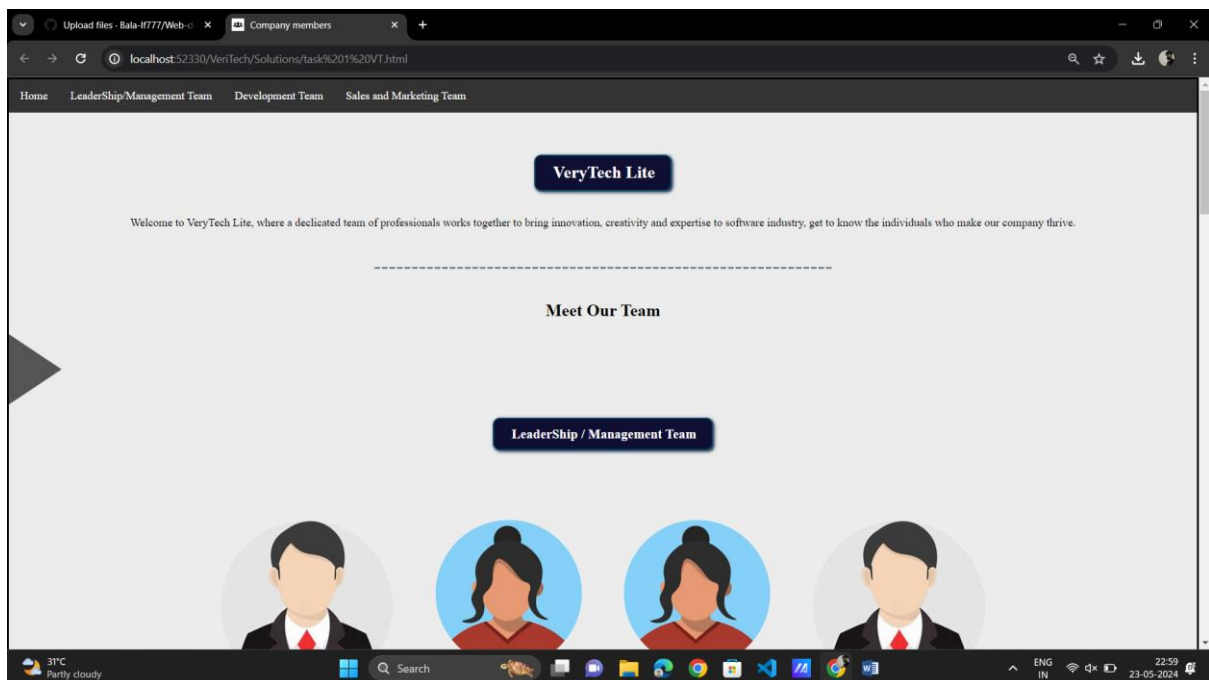 Upload files · Bala-lf777/Web-d
Company members
localhost:52330/VeriTech/Solutions/task%201%20VT.html
Home LeaderShip/Management Team Development Team Sales and Marketing Team
VeryTech Lite
Welcome to VeryTech Lite, where a declicated team of professionals works together to bring innovation, creativity and expertise to software industry, get to know the individuals who make our company thrive.
Meet Our Team
LeaderShip / Management Team
31°C
Partly cloudy
Search
ENG
IN
22:59
23-05-2024